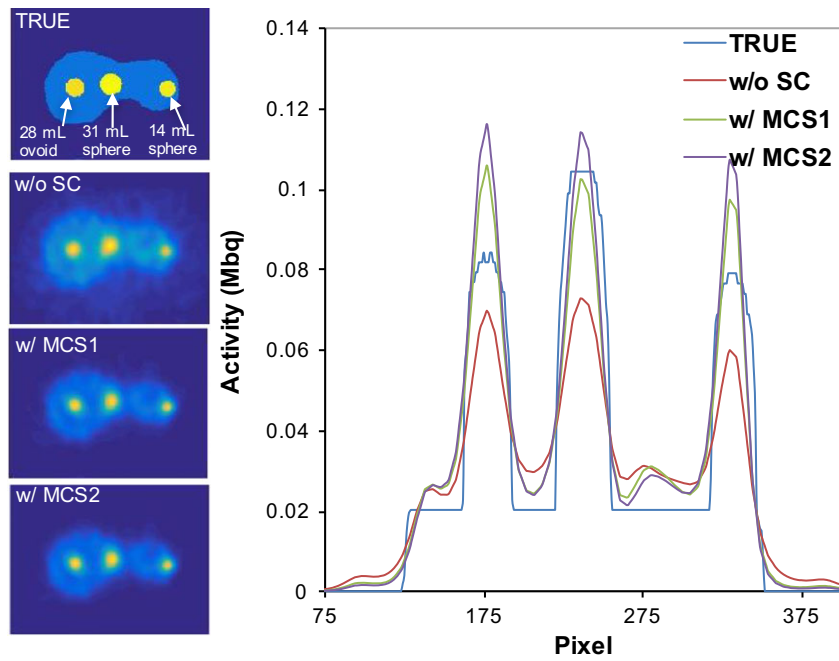 TRUE
28 mL ovoid
31 mL sphere
14 mL sphere
w/o SC
w/ MCS1
w/ MCS2
0.14
0.12
0.1
0.08
0.06
0.04
0.02
0
Activity (Mbq)
75
175
275
375
Pixel
TRUE
w/o SC
w/ MCS1
w/ MCS2